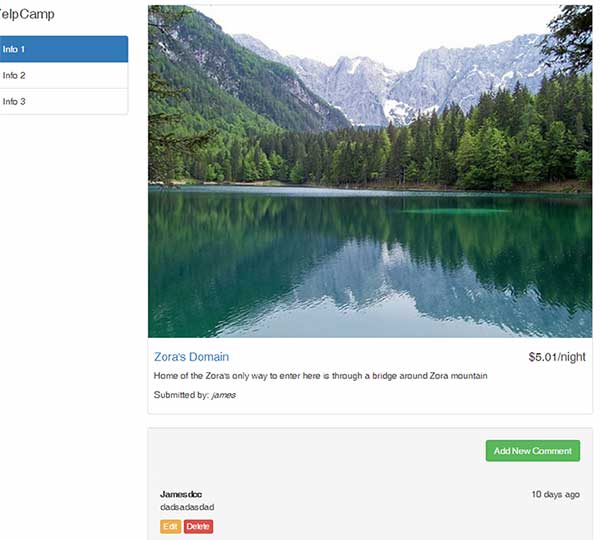 YelpCamp
Info 1
Info 2
Info 3
Zora's Domain $5.01/night
Home of the Zora's only way to enter here is through a bridge around Zora mountain
Submitted by: james
Add New Comment
Jamesdcc 10 days ago
dadsadasdad
Edit Delete